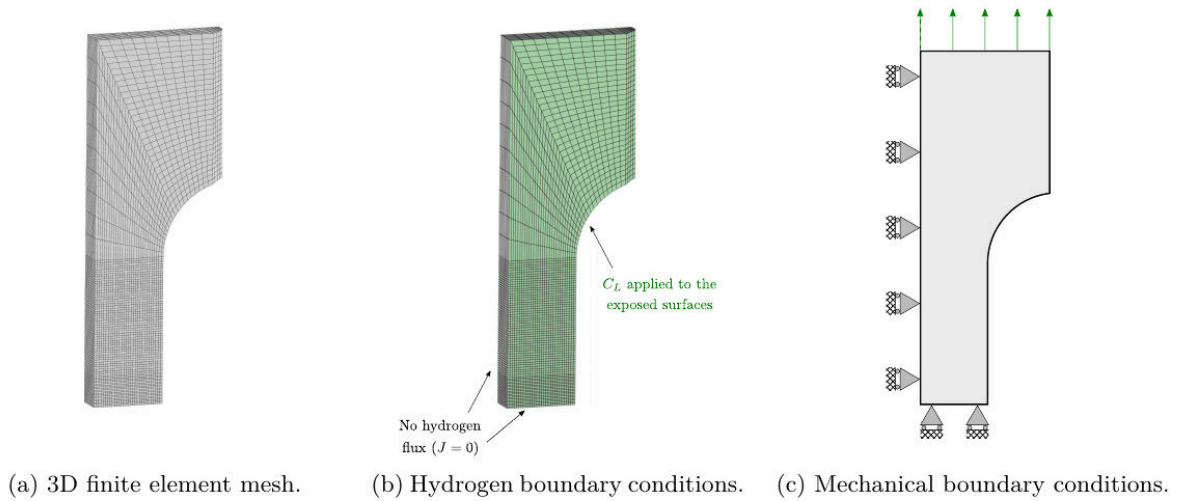 $C_L$ applied to the
exposed surfaces
No hydrogen
flux ($J = 0$)
(a) 3D finite element mesh.
(b) Hydrogen boundary conditions.
(c) Mechanical boundary conditions.